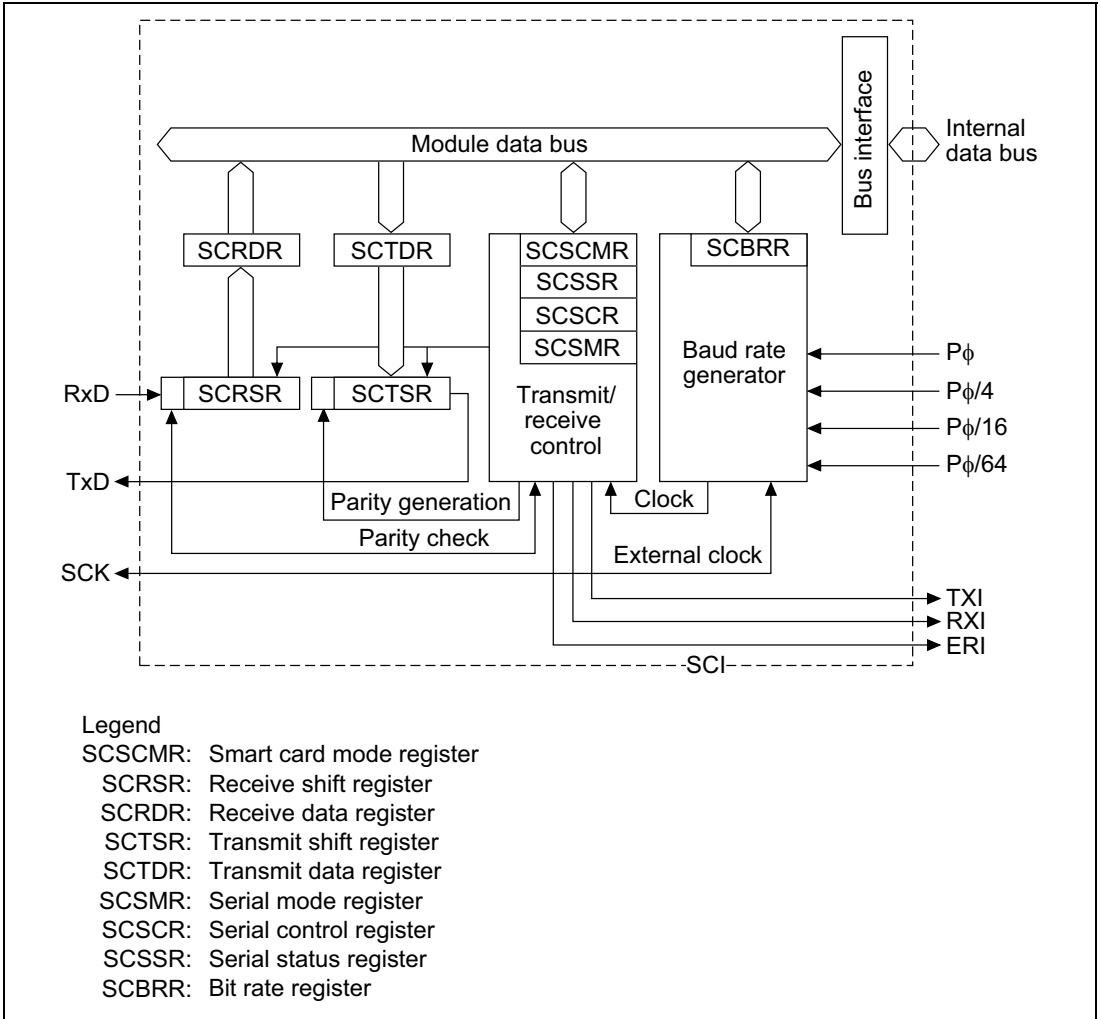 Bus interface
Internal
data bus
Module data bus
SCRDR
SCTDR
SCSCMR
SCSSR
SCSCR
SCSMR
Transmit/
receive
control
SCBRR
Baud rate
generator
Pϕ
Pϕ/4
Pϕ/16
Pϕ/64
RxD
SCRSR
SCTSR
TxD
Parity generation
Clock
Parity check
External clock
SCK
TXI
RXI
ERI
SCI
Legend
SCSCMR: Smart card mode register
SCRSR: Receive shift register
SCRDR: Receive data register
SCTSR: Transmit shift register
SCTDR: Transmit data register
SCSMR: Serial mode register
SCSCR: Serial control register
SCSSR: Serial status register
SCBRR: Bit rate register